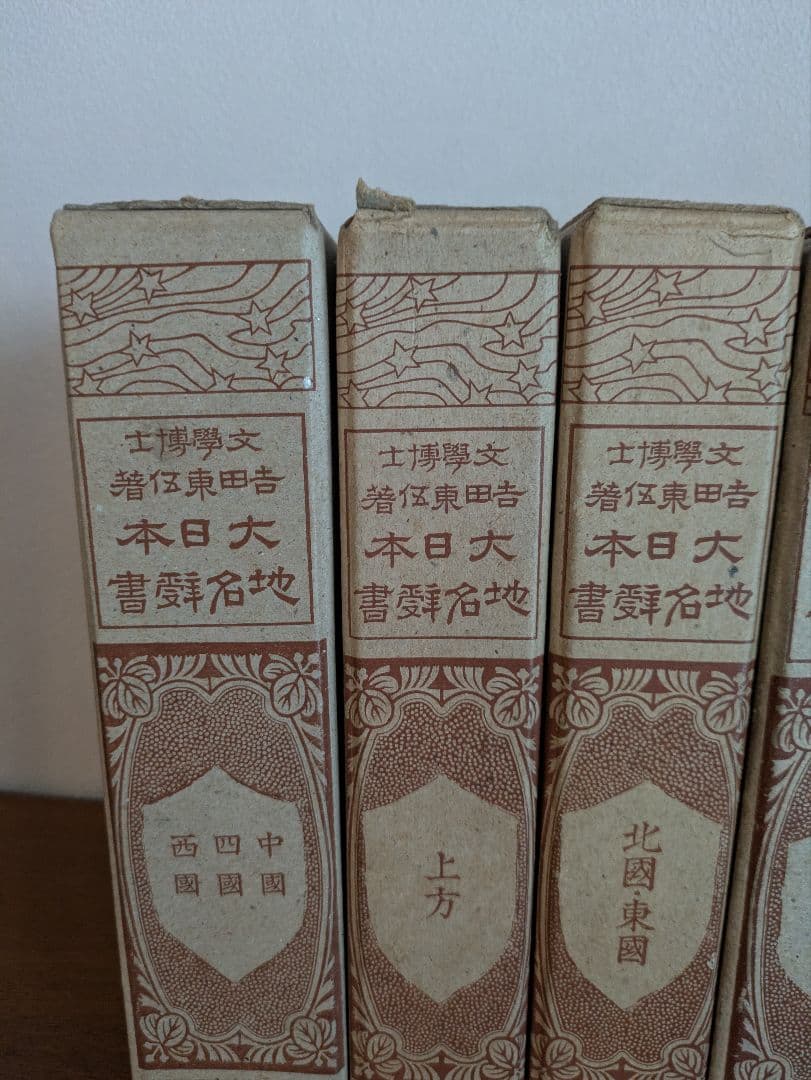 文學博士
吉田東伍著
大日本
地名辭書
中國
四國
西國
文學博士
吉田東伍著
大日本
地名辭書
上方
文學博士
吉田東伍著
大日本
地名辭書
北國・東國